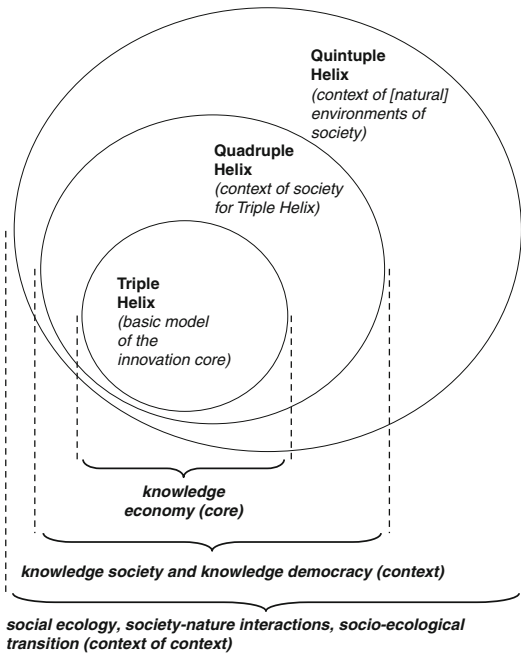 Quintuple
Helix
(context of [natural]
environments of
society)
Quadruple
Helix
(context of society
for Triple Helix)
Triple
Helix
(basic model
of the
innovation core)
knowledge
economy (core)
knowledge society and knowledge democracy (context)
social ecology, society-nature interactions, socio-ecological
transition (context of context)